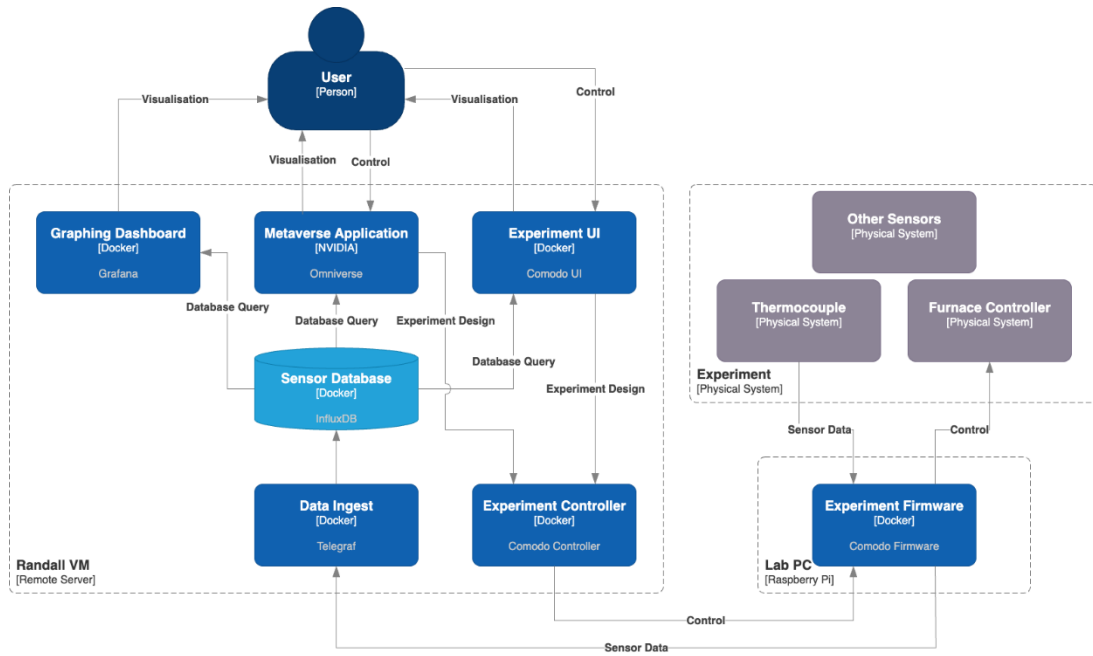 User
[Person]
Visualisation
Visualisation
Control
Visualisation
Control
Graphing Dashboard
[Docker]
Grafana
Metaverse Application
[NVIDIA]
Omniverse
Experiment UI
[Docker]
Comodo UI
Other Sensors
[Physical System]
Thermocouple
[Physical System]
Furnace Controller
[Physical System]
Experiment
[Physical System]
Database Query
Database Query
Experiment Design
Database Query
Experiment Design
Sensor Database
[Docker]
InfluxDB
Sensor Data
Control
Data Ingest
[Docker]
Telegraf
Experiment Controller
[Docker]
Comodo Controller
Experiment Firmware
[Docker]
Comodo Firmware
Randall VM
[Remote Server]
Lab PC
[Raspberry Pi]
Control
Sensor Data